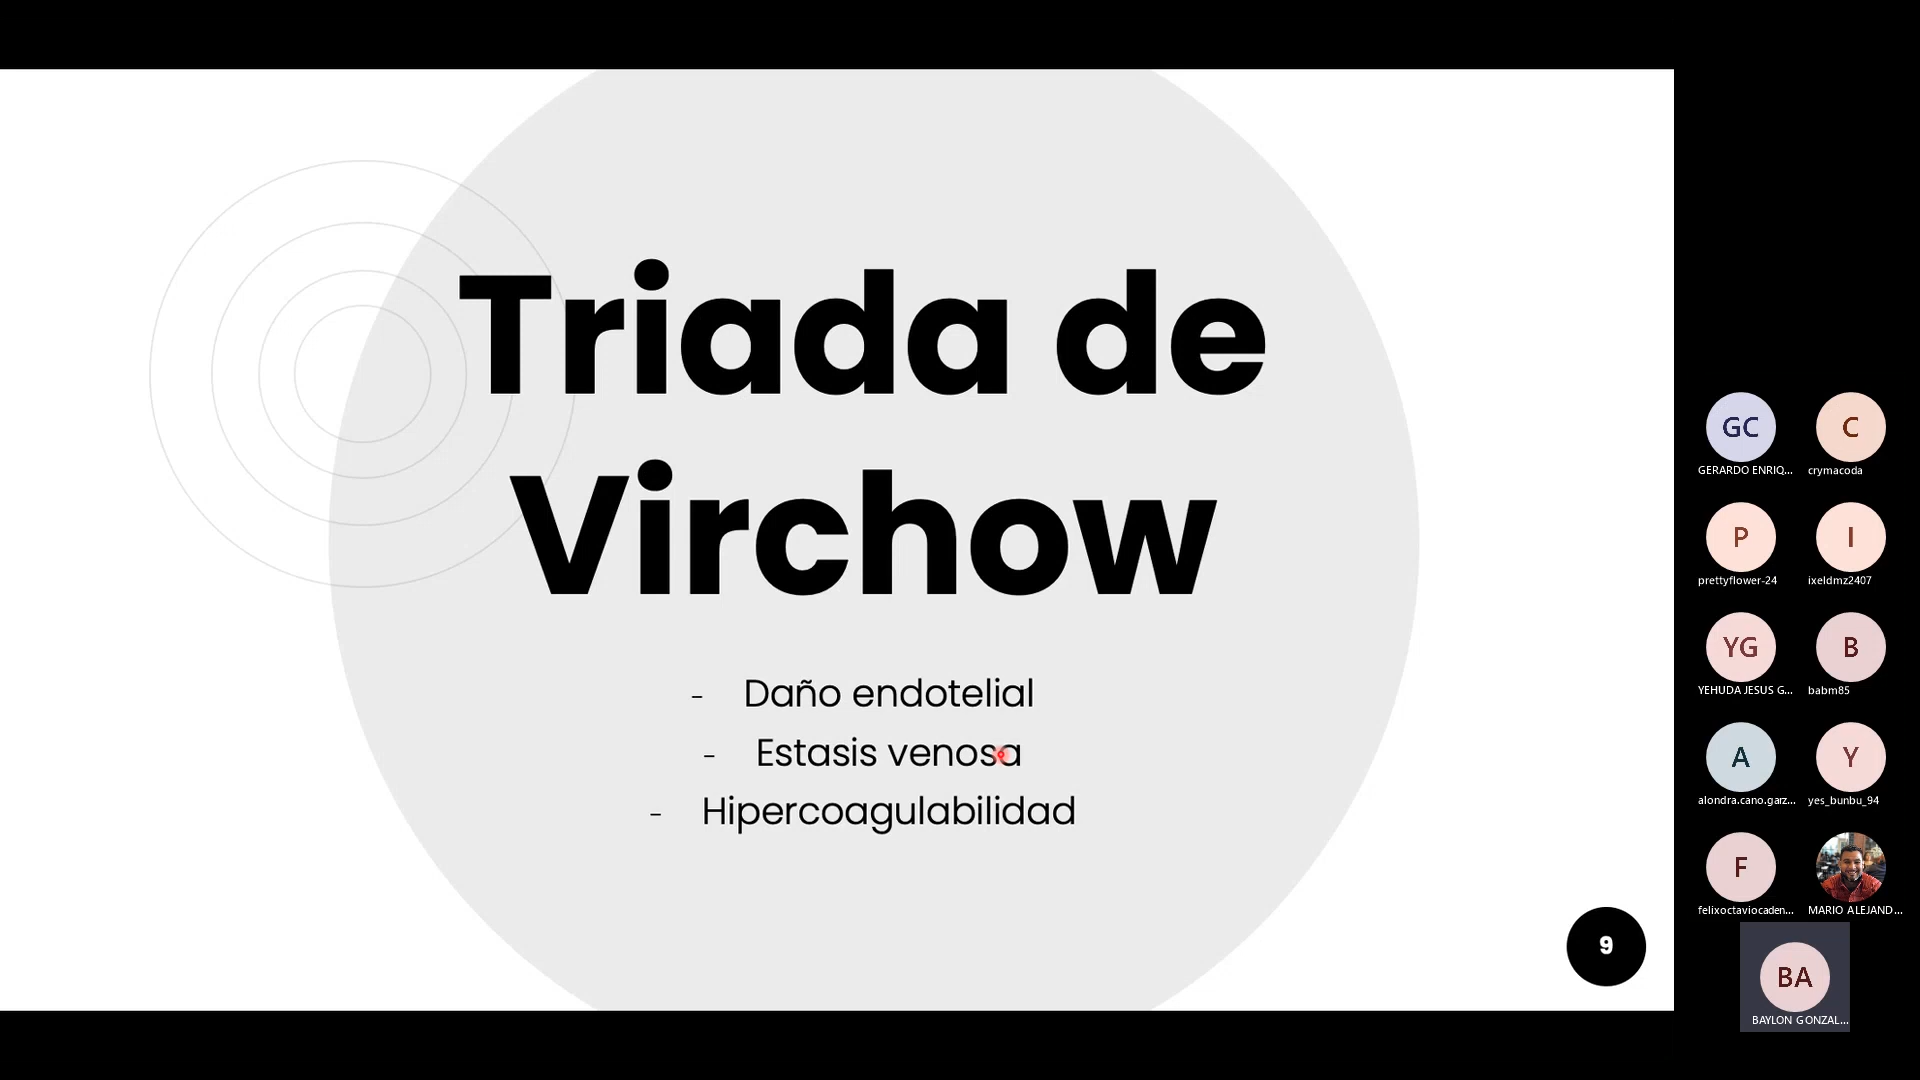 Triada de
Virchow
- Daño endotelial
- Estasis venosa
- Hipercoagulabilidad
9
GC
GERARDO ENRIQ...
C
crymacoda
P
prettyflower-24
I
ixeldmz2407
YG
YEHUDA JESUS G...
B
babm85
A
alondra.cano.garz...
Y
yes_bunbu_94
F
felixoctaviocaden...
MARIO ALEJAND...
BA
BAYLON GONZAL...